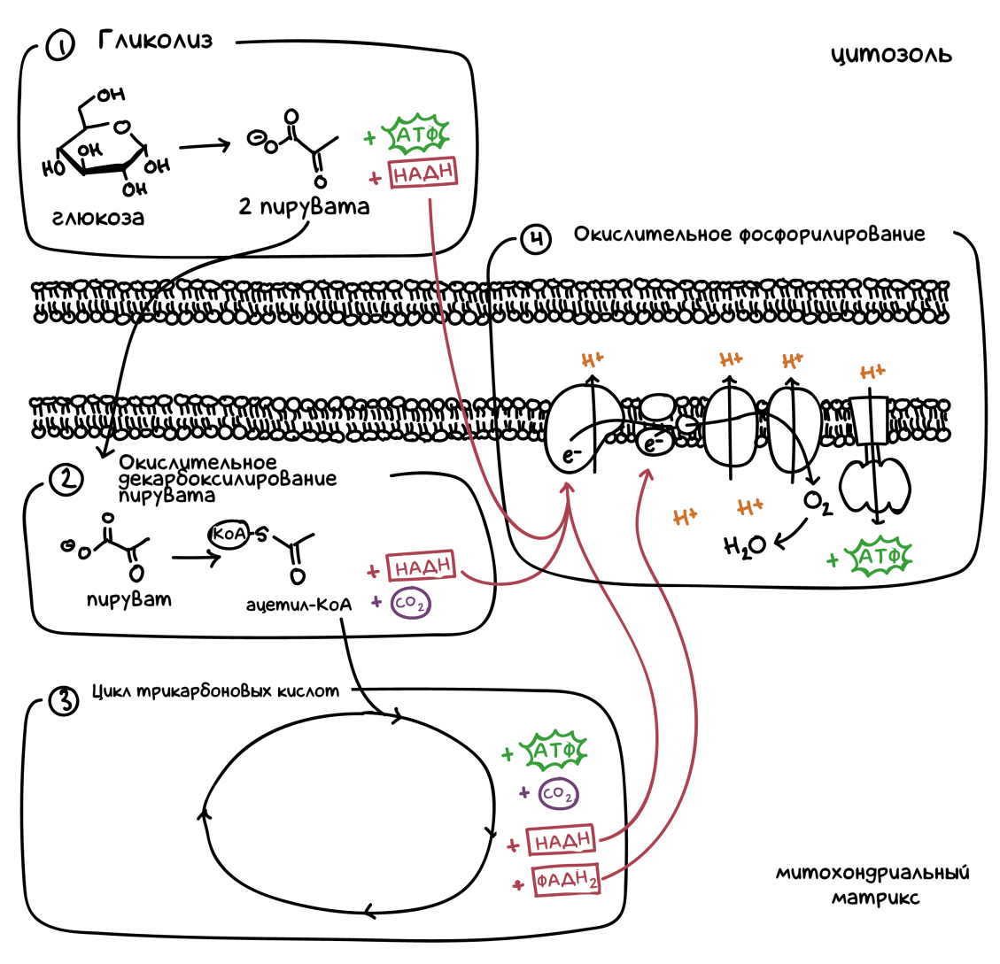 1 Гликолиз
цитозоль
OH
O
OH
HO
OH
OH
⊖O
O
O
+ АТФ
+ НАДН
глюкоза
2 пирувата
4 Окислительное фосфорилирование
H+
H+
H+
H+
e-
e-
H+
H+
O2
H2O
+ АТФ
2 Окислительное
декарбоксилирование
пирувата
⊖O
O
O
КоА-S
O
+ НАДН
+ CO2
пируват
ацетил-КоА
3 Цикл трикарбоновых кислот
+ АТФ
+ CO2
+ НАДН
+ ФАДН2
митохондриальный
матрикс